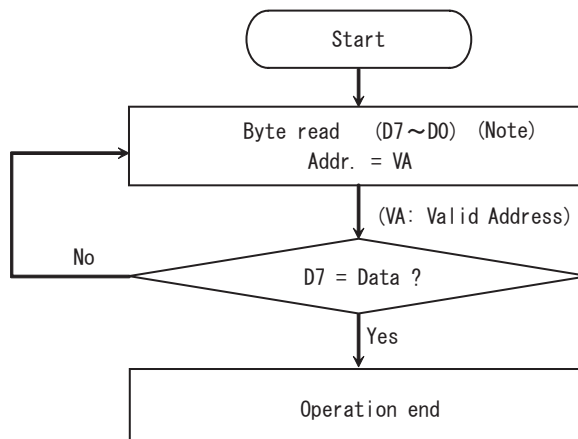 Start
Byte read (D7～D0) (Note)
Addr. = VA
(VA: Valid Address)
No
D7 = Data ?
Yes
Operation end